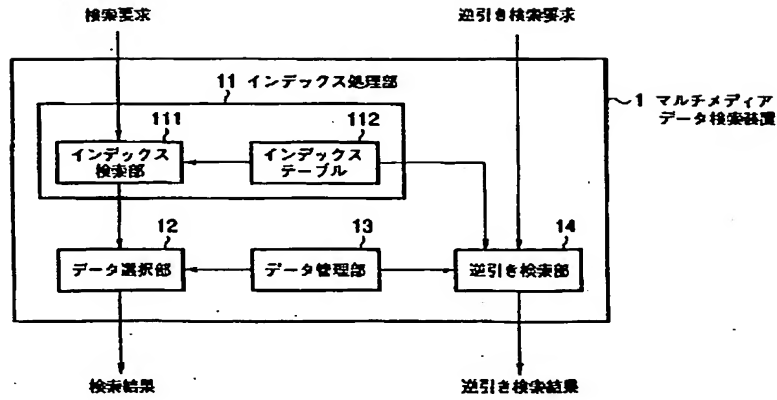 検索要求
逆引き検索要求
11 インデックス処理部
1 マルチメディア
データ検索装置
111
112
インデックス
検索部
インデックス
テーブル
12
13
14
データ選択部
データ管理部
逆引き検索部
検索結果
逆引き検索結果